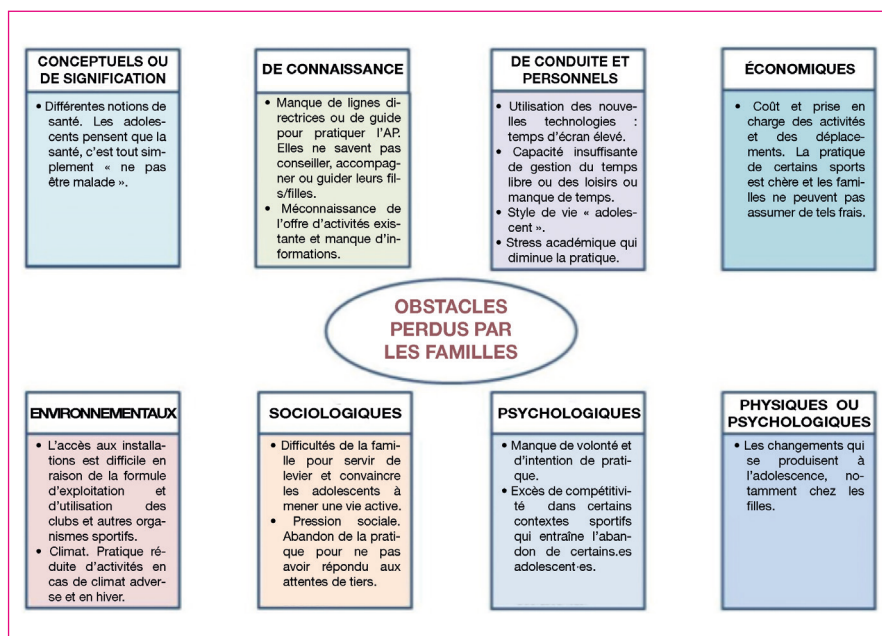 CONCEPTUELS OU
DE SIGNIFICATION
• Différentes notions de
santé. Les adoles-
cents pensent que la
santé, c'est tout sim-
plement « ne pas
être malade ».
DE CONNAISSANCE
• Manque de lignes di-
rectrices ou de guide
pour pratiquer l'AP.
Elles ne savent pas
conseiller, accompag-
ner ou guider leurs fi-
ls/filles.
• Méconnaissance de
l'offre d'activités exis-
tante et manque d'in-
formations.
DE CONDUITE ET
PERSONNELS
• Utilisation des nouve-
lles technologies :
temps d'écran élevé.
• Capacité insuffisante
de gestion du temps
libre ou des loisirs ou
manque de temps.
• Style de vie « adoles-
cent ».
• Stress académique qui
diminue la pratique.
ÉCONOMIQUES
• Coût et prise en
charge des activités
et des déplace-
ments. La pratique
de certains sports
est chère et les fami-
lles ne peuvent pas
assumer de tels frais.
OBSTACLES
PERDUS PAR
LES FAMILLES
ENVIRONNEMENTAUX
• L'accès aux installa-
tions est difficile en
raison de la formule
d'exploitation et
d'utilisation des
clubs et autres orga-
nismes sportifs.
• Climat. Pratique ré-
duite d'activités en
cas de climat adver-
se et en hiver.
SOCIOLOGIQUES
• Difficultés de la fami-
lle pour servir de
levier et convaincre
les adolescents à
mener une vie active.
• Pression sociale.
Abandon de la prati-
que pour ne pas
avoir répondu aux
attentes de tiers.
PSYCHOLOGIQUES
• Manque de volonté et
d'intention de prati-
que.
• Excès de compétitivi-
té dans certains
contextes sportifs
qui entraîne l'aban-
don de certains.es
adolescent·es.
PHYSIQUES OU
PSYCHOLOGIQUES
• Les changements qui
se produisent à
l'adolescence, no-
tamment chez les
filles.